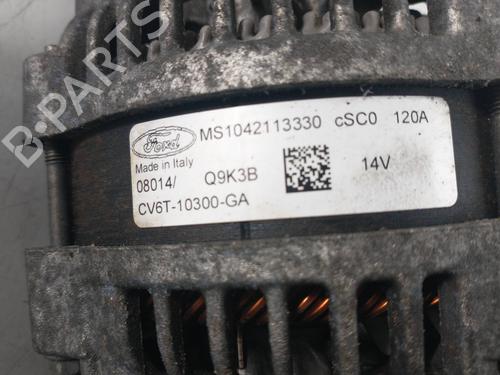 B-PARTS
Ford
MS1042113330 cSC0 120A
Made in Italy
08014/ Q9K3B 14V
CV6T-10300-GA